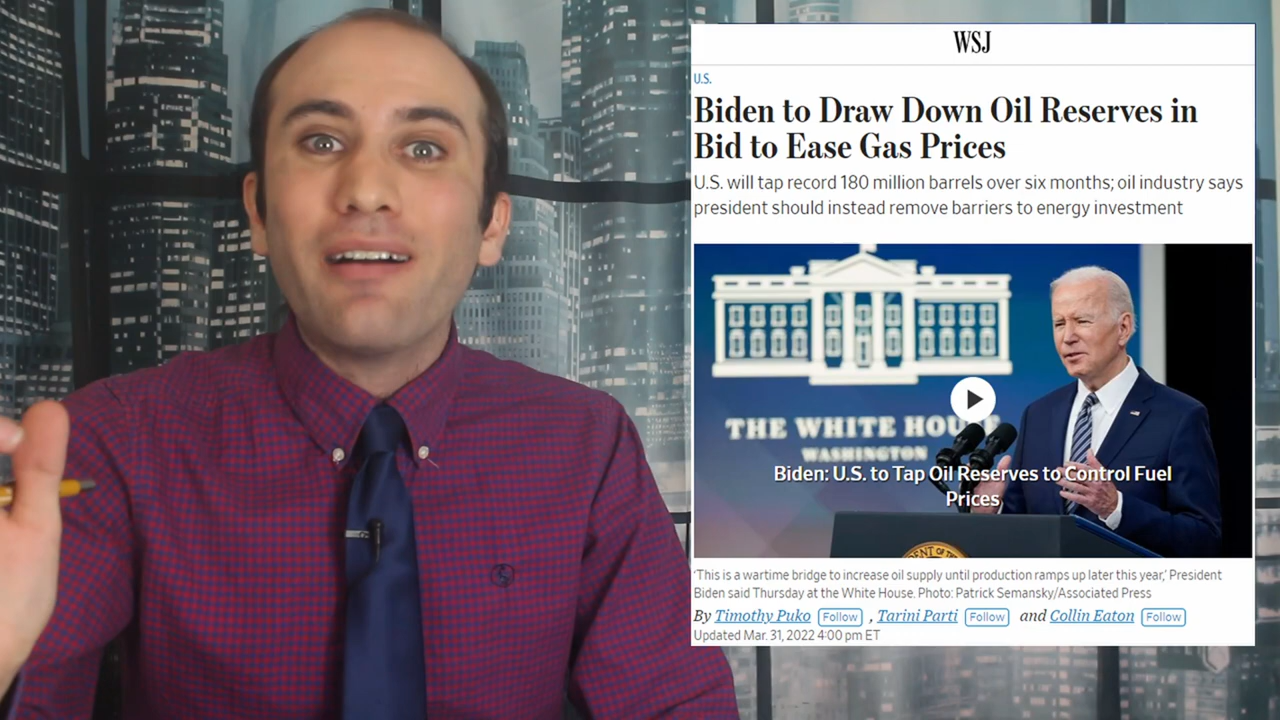 WSJ
U.S.
Biden to Draw Down Oil Reserves in
Bid to Ease Gas Prices
U.S. will tap record 180 million barrels over six months; oil industry says
president should instead remove barriers to energy investment
THE WHITE HOU
WASHINGTON
Biden: U.S. to Tap Oil Reserves to Control Fuel
Prices
'This is a wartime bridge to increase oil supply until production ramps up later this year,' President
Biden said Thursday at the White House. Photo: Patrick Semansky/Associated Press
By Timothy Puko Follow , Tarini Parti Follow and Collin Eaton Follow
Updated Mar. 31, 2022 4:00 pm ET